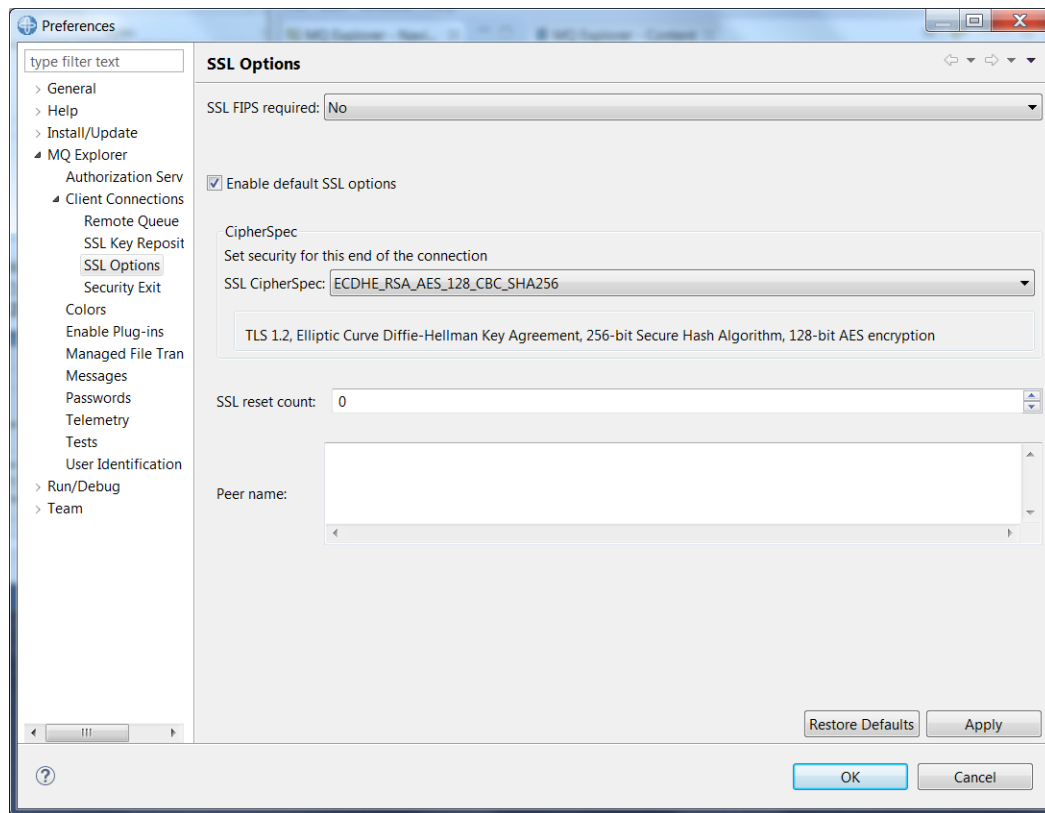 Preferences
type filter text
General
Help
Install/Update
MQ Explorer
Authorization Serv
Client Connections
Remote Queue
SSL Key Reposit
SSL Options
Security Exit
Colors
Enable Plug-ins
Managed File Tran
Messages
Passwords
Telemetry
Tests
User Identification
Run/Debug
Team
SSL Options
SSL FIPS required: No
Enable default SSL options
CipherSpec
Set security for this end of the connection
SSL CipherSpec: ECDHE_RSA_AES_128_CBC_SHA256
TLS 1.2, Elliptic Curve Diffie-Hellman Key Agreement, 256-bit Secure Hash Algorithm, 128-bit AES encryption
SSL reset count: 0
Peer name:
Restore Defaults
Apply
OK
Cancel